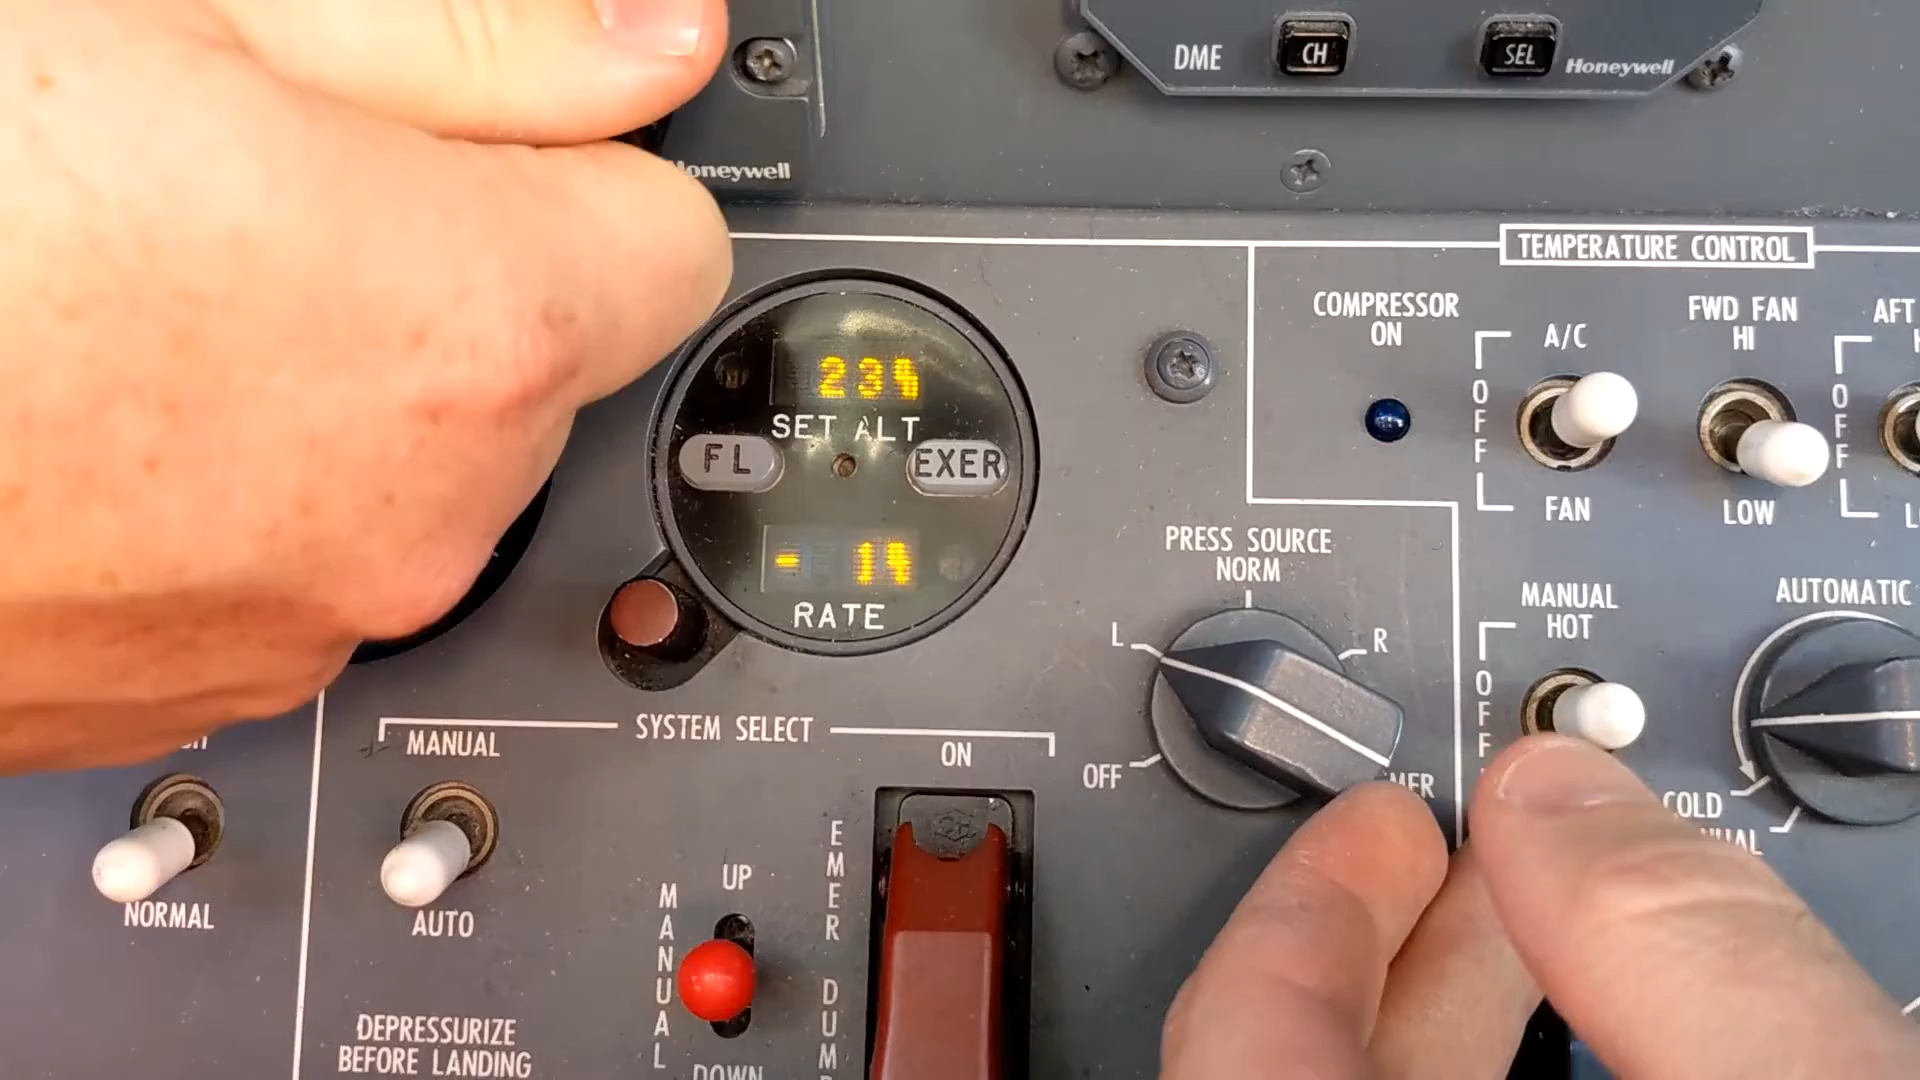 DME
CH
SEL
Honeywell
Honeywell
TEMPERATURE CONTROL
COMPRESSOR
ON
A/C
OFF
FAN
FWD FAN
HI
LOW
AFT
OFF
SET ALT
FL
EXER
RATE
PRESS SOURCE
NORM
L
R
OFF
MANUAL
HOT
OFF
COLD
AUTOMATIC
SYSTEM SELECT
MANUAL
AUTO
NORMAL
ON
EMER DUMP
UP
MANUAL
DOWN
DEPRESSURIZE
BEFORE LANDING